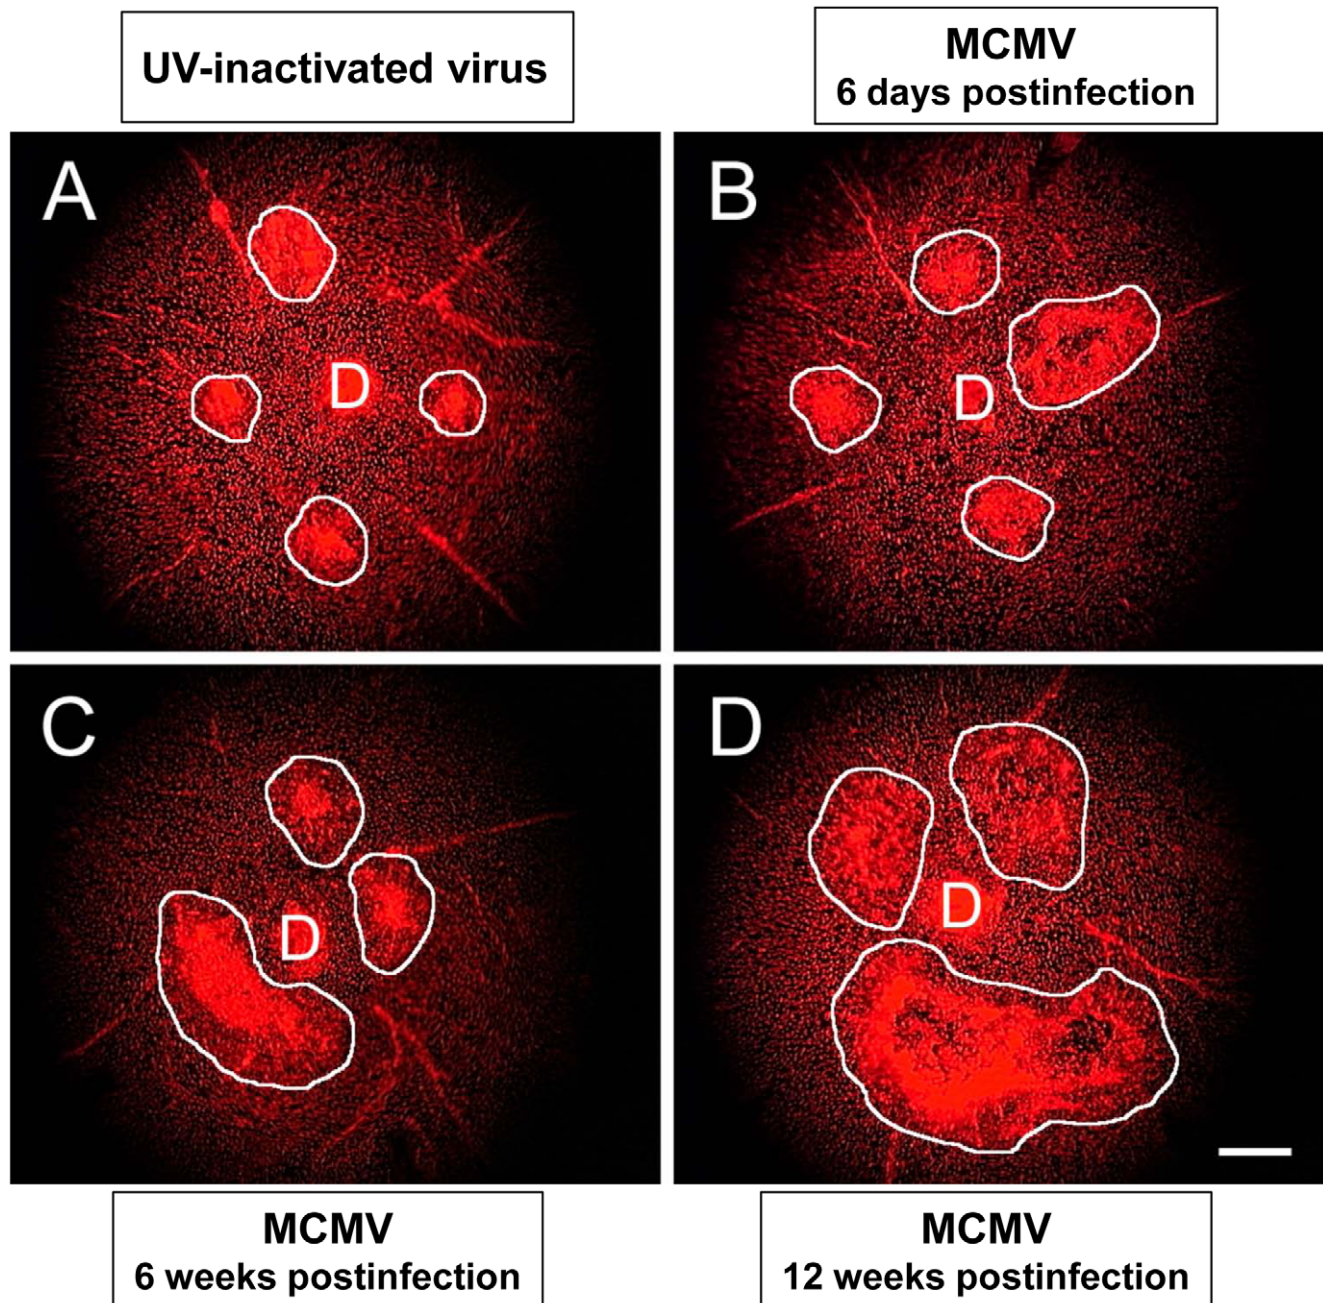 UV-inactivated virus
MCMV
6 days postinfection
A
D
B
D
C
D
D
D
MCMV
6 weeks postinfection
MCMV
12 weeks postinfection